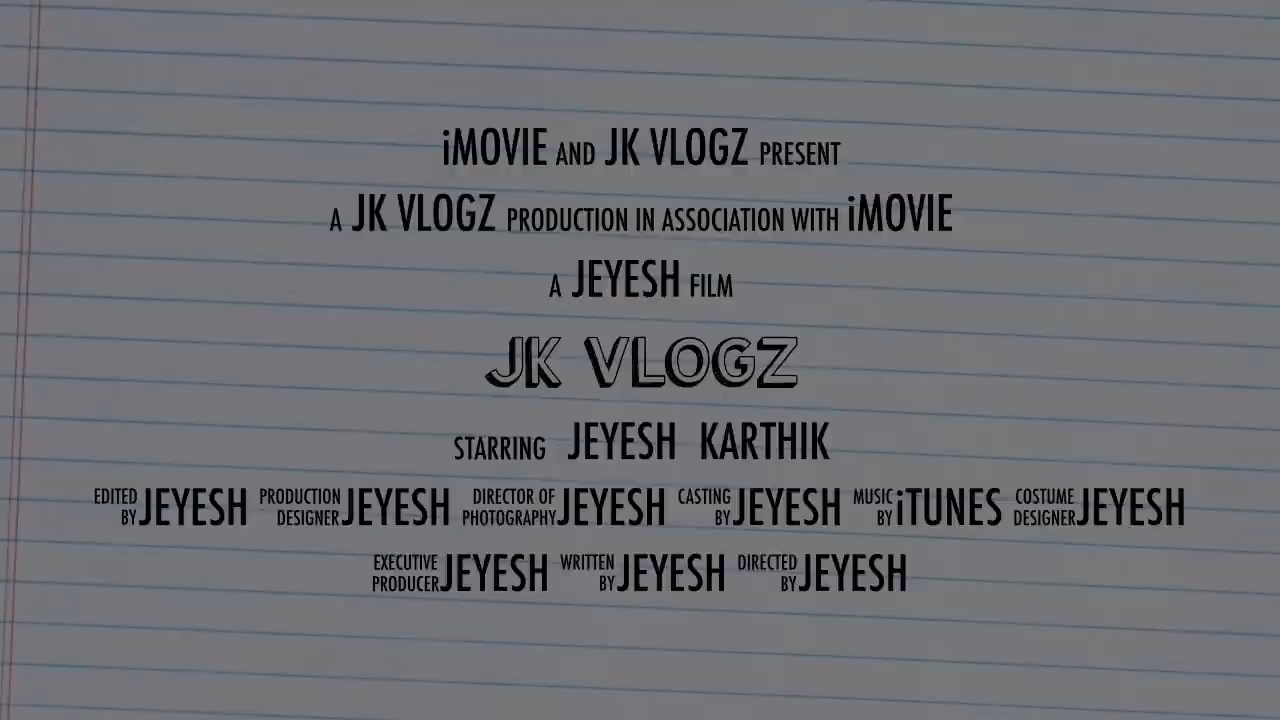 iMOVIE AND JK VLOGZ PRESENT
A JK VLOGZ PRODUCTION IN ASSOCIATION WITH iMOVIE
A JEYESH FILM
JK VLOGZ
STARRING JEYESH KARTHIK
EDITED BY JEYESH PRODUCTION DESIGNER JEYESH DIRECTOR OF PHOTOGRAPHY JEYESH CASTING BY JEYESH MUSIC BY iTUNES COSTUME DESIGNER JEYESH
EXECUTIVE PRODUCER JEYESH WRITTEN BY JEYESH DIRECTED BY JEYESH